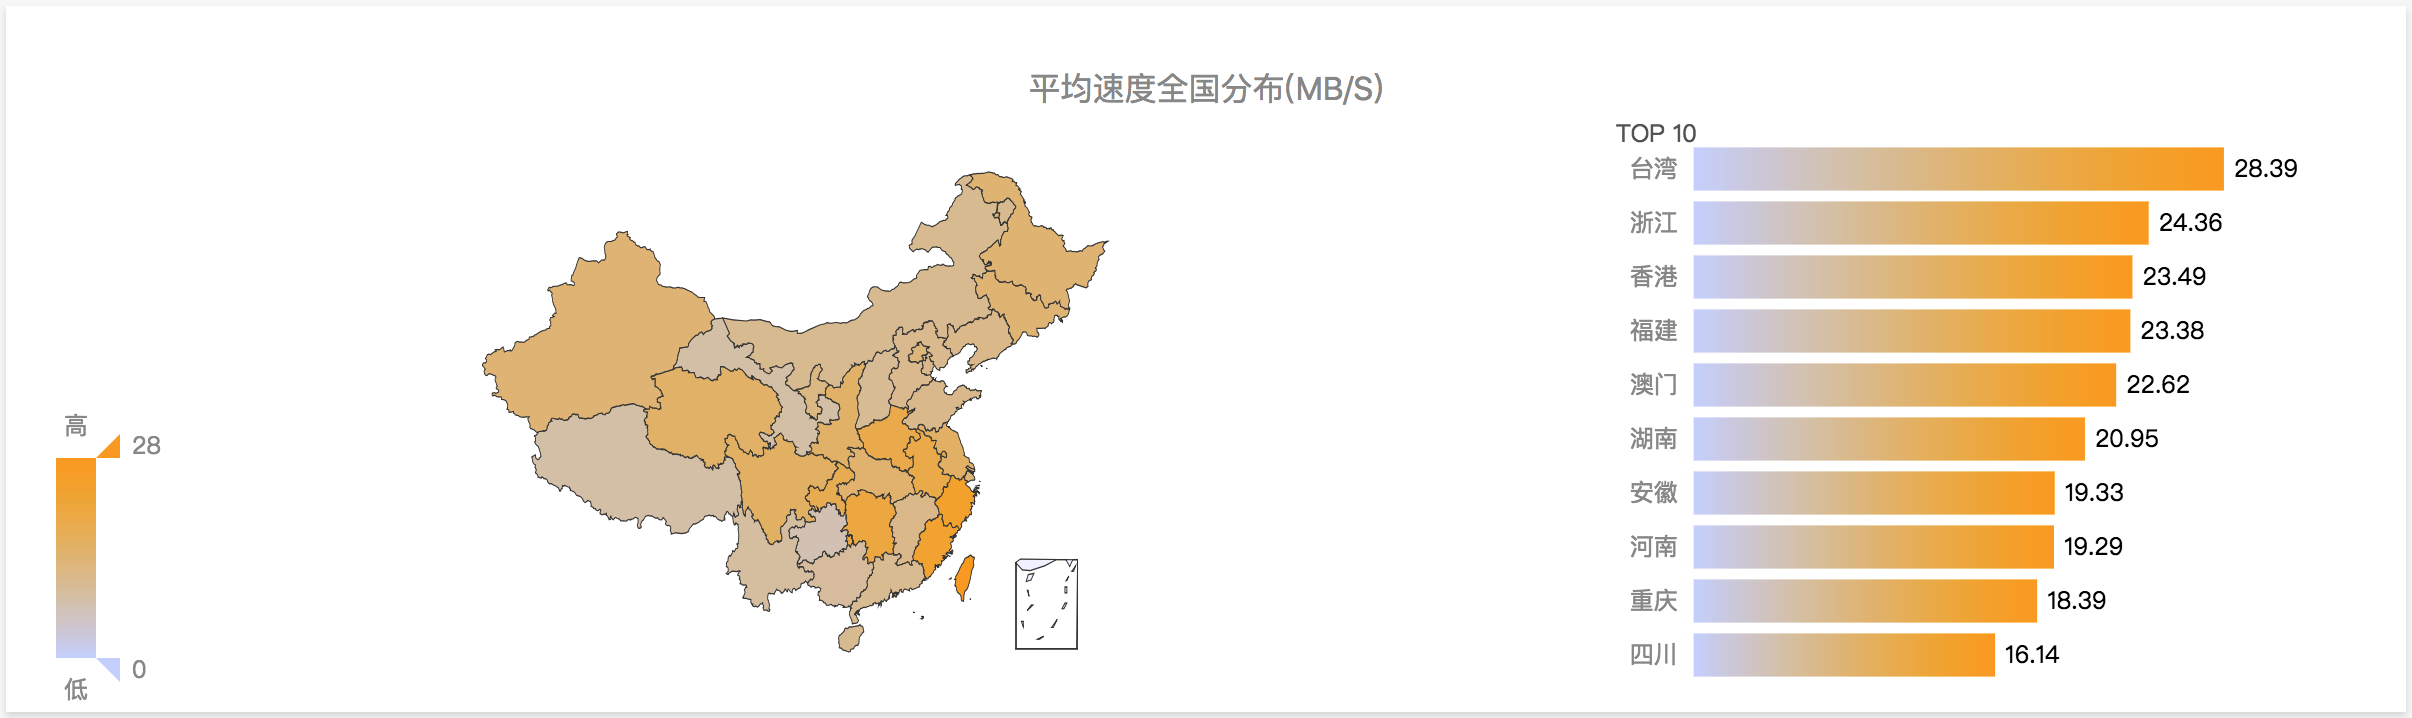 平均速度全国分布(MB/S)
TOP 10
台湾 28.39
浙江 24.36
香港 23.49
福建 23.38
澳门 22.62
湖南 20.95
安徽 19.33
河南 19.29
重庆 18.39
四川 16.14
高
28
0
低